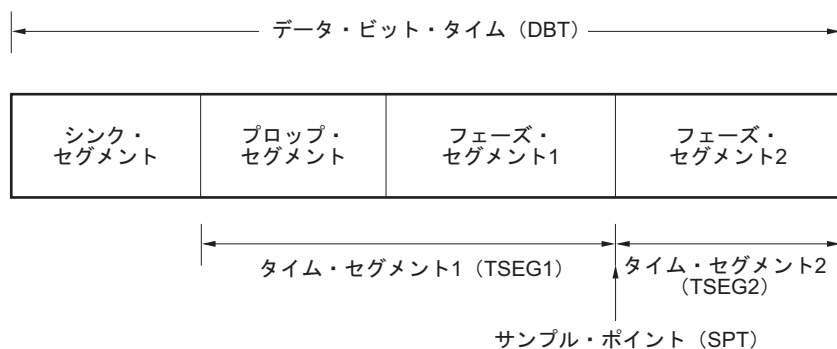 データ・ビット・タイム（DBT）
シンク・
セグメント
プロップ・
セグメント
フェーズ・
セグメント1
フェーズ・
セグメント2
タイム・セグメント1（TSEG1）
タイム・セグメント2
（TSEG2）
サンプル・ポイント（SPT）